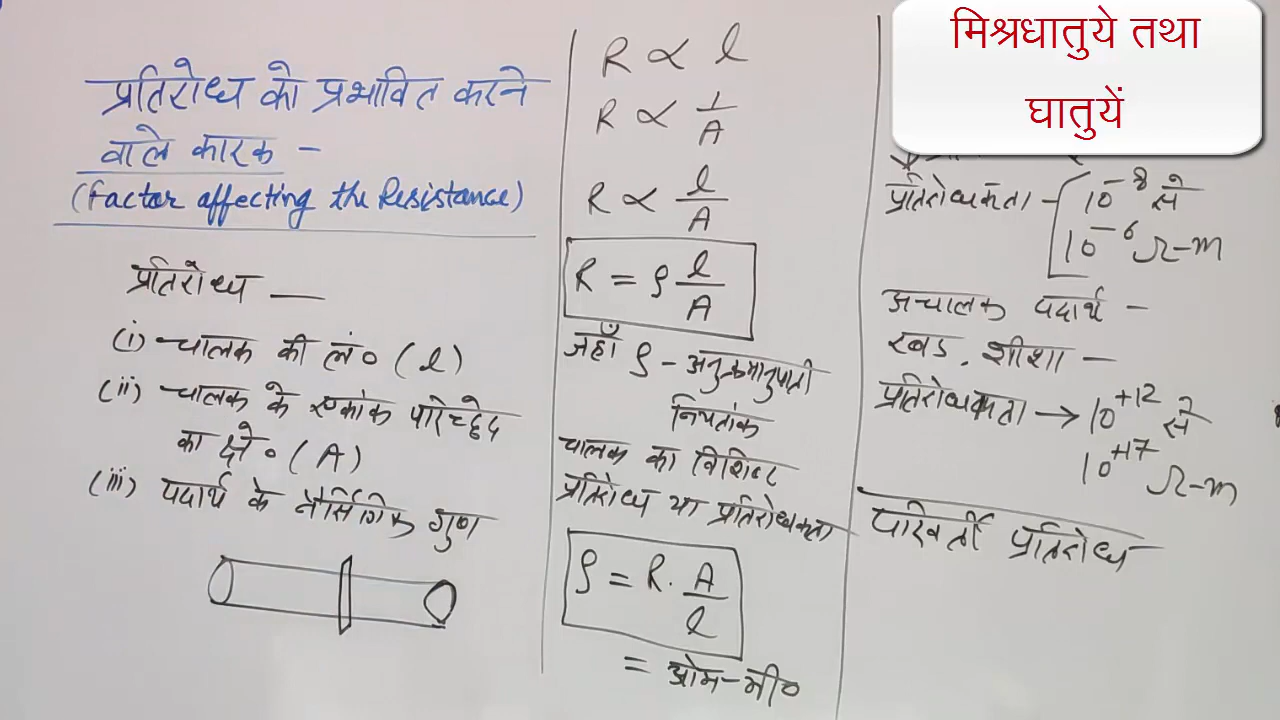 प्रतिरोध को प्रभावित करने
वाले कारक –
(Factor affecting the Resistance)
प्रतिरोध —
(i) चालक की लं० (l)
(ii) चालक के एकांक परिच्छेद
का क्षे० (A)
(iii) पदार्थ के नैर्सगिक गुण
R ∝ l
R ∝ 1/A
R ∝ l/A
R = ρ l/A
जहाँ ρ – अनुक्रमानुपाती
नियतांक
चालक का विशिष्ट
प्रतिरोध या प्रतिरोधकता
ρ = R. A/l
= ओम-मी०
मिश्रधातुये तथा
घातुयें
प्रतिरोधकता – 10⁻⁸ से
10⁻⁶ Ω-m
अचालक पदार्थ –
रबड, शीशा –
प्रतिरोधकता → 10⁺¹² से
10⁺¹⁷ Ω-m
परिवर्ती प्रतिरोध